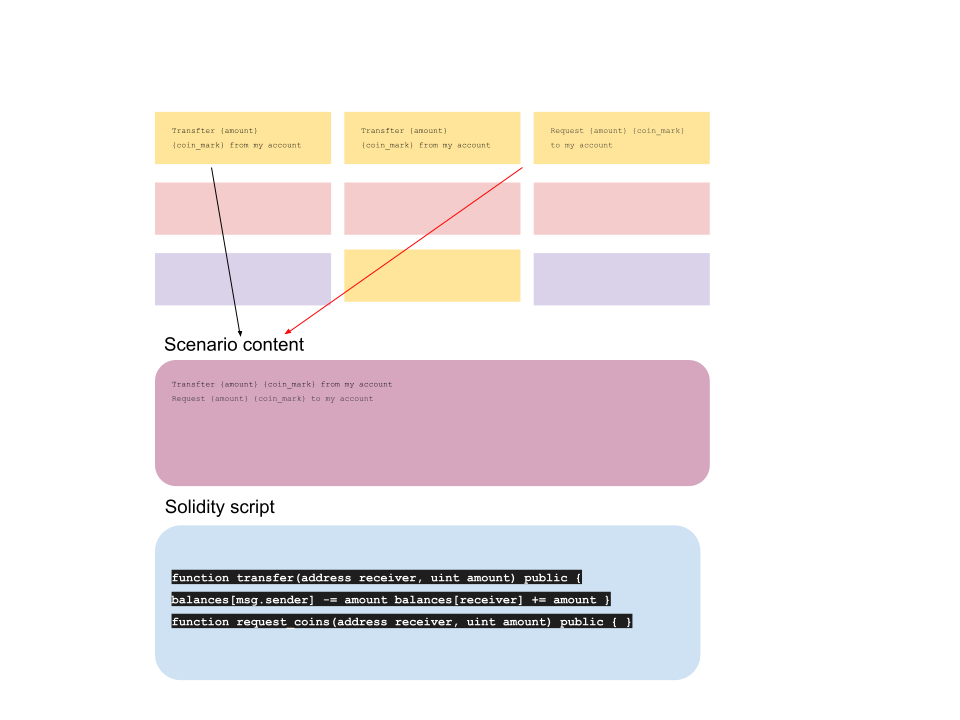 Transfter {amount}
{coin_mark} from my account
Transfter {amount}
{coin_mark} from my account
Request {amount} {coin_mark}
to my account
Scenario content
Transfter {amount} {coin_mark} from my account
Request {amount} {coin_mark} to my account
Solidity script
function transfer(address receiver, uint amount) public {
balances[msg.sender] -= amount balances[receiver] += amount }
function request_coins(address receiver, uint amount) public { }